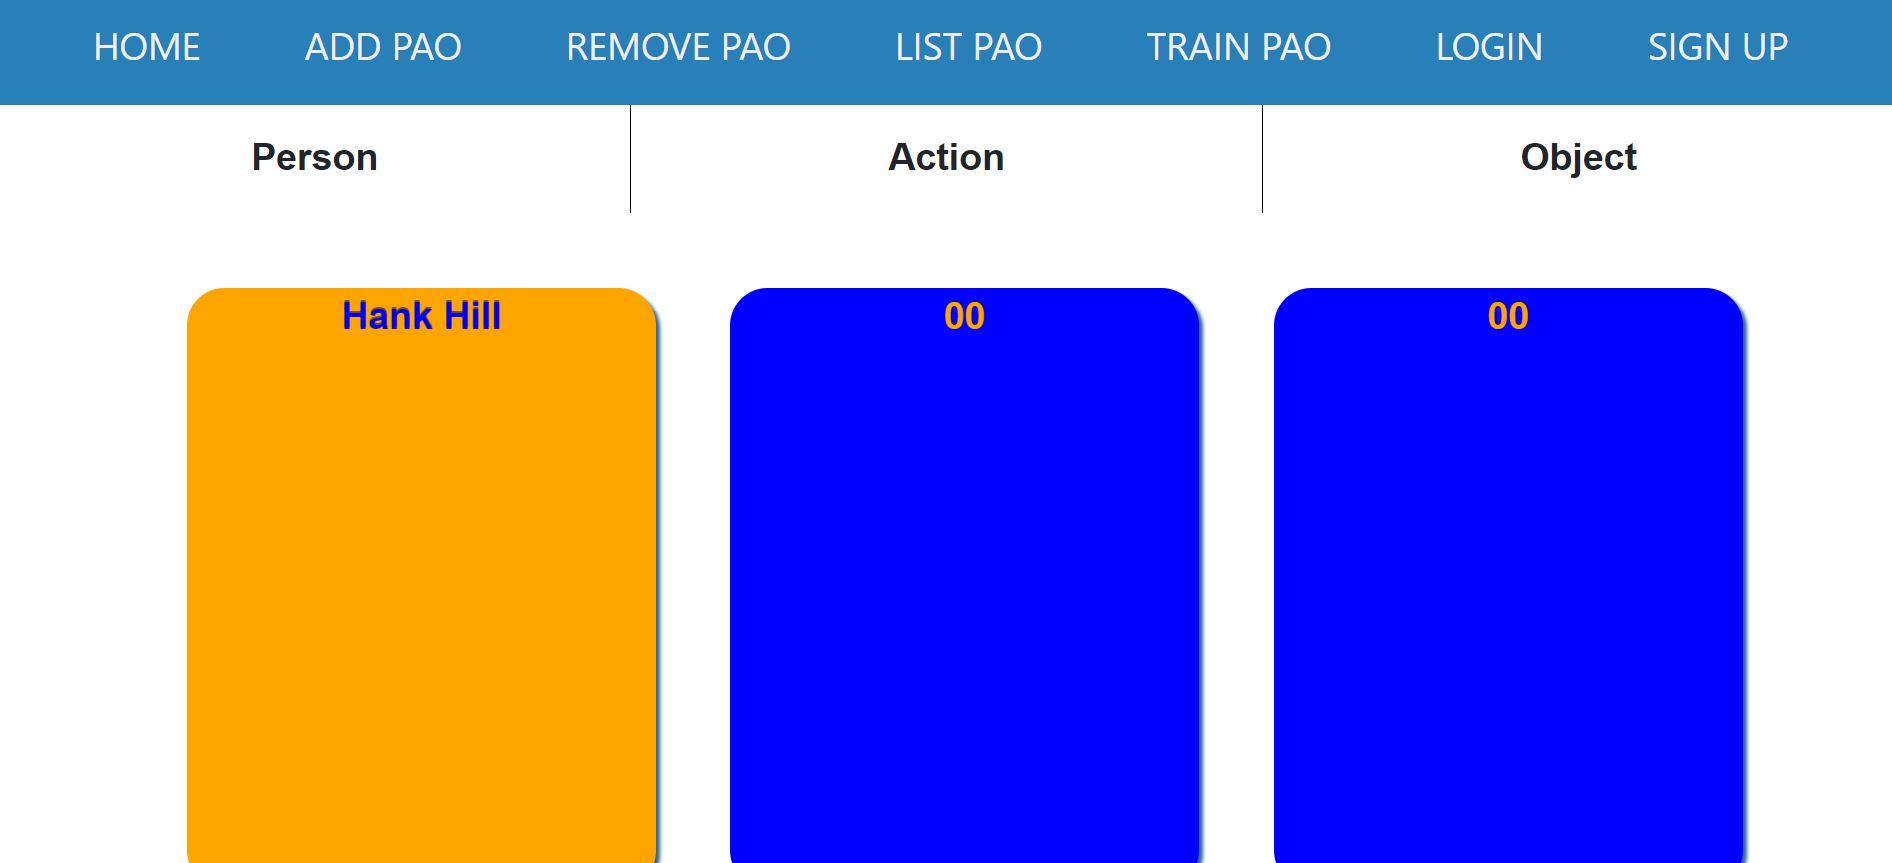 HOME ADD PAO REMOVE PAO LIST PAO TRAIN PAO LOGIN SIGN UP
Person Action Object
Hank Hill 00 00